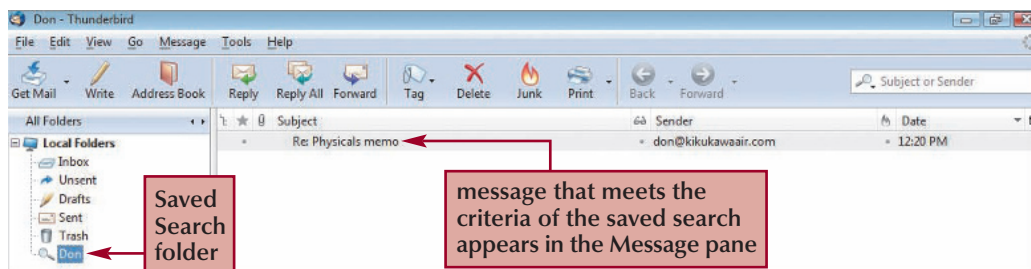 Don - Thunderbird
File Edit View Go Message Tools Help
Get Mail Write Address Book Reply Reply All Forward Tag Delete Junk Print Back Forward Subject or Sender
All Folders Subject Sender Date
Local Folders Re: Physicals memo don@kikukawaair.com 12:20 PM
Inbox
Unsent
Drafts
Sent
Trash
Don
Saved
Search
folder
message that meets the
criteria of the saved search
appears in the Message pane